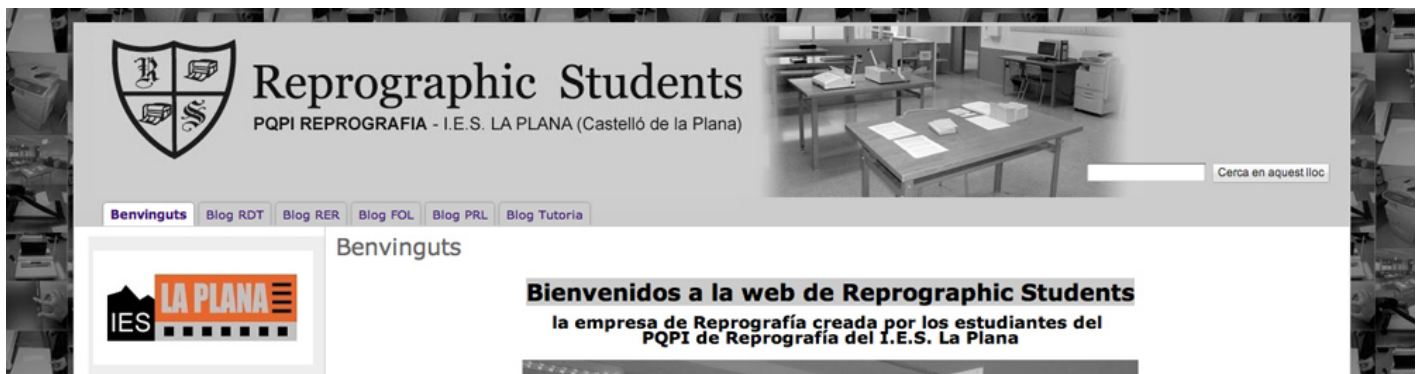 R
S
Reprographic Students
PQPI REPROGRAFIA - I.E.S. LA PLANA (Castelló de la Plana)
Cerca en aquest lloc
Benvinguts Blog RDT Blog RER Blog FOL Blog PRL Blog Tutoria
Benvinguts
IES LA PLANA
Bienvenidos a la web de Reprographic Students
la empresa de Reprografía creada por los estudiantes del
PQPI de Reprografía del I.E.S. La Plana